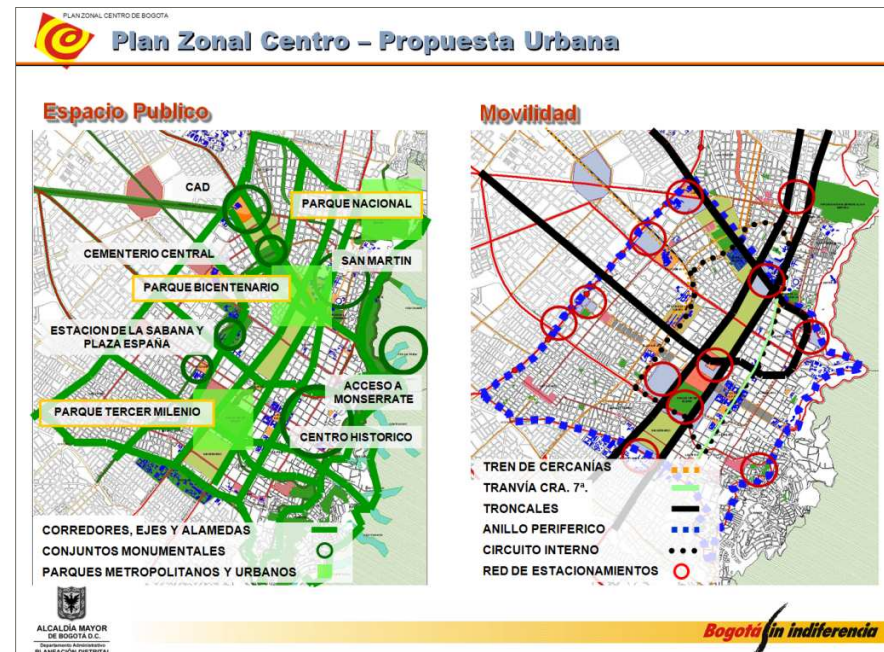 PLAN ZONAL CENTRO DE BOGOTA
Plan Zonal Centro – Propuesta Urbana
Espacio Publico
CAD
PARQUE NACIONAL
CEMENTERIO CENTRAL
SAN MARTIN
PARQUE BICENTENARIO
ESTACION DE LA SABANA Y
PLAZA ESPAÑA
ACCESO A
MONSERRATE
PARQUE TERCER MILENIO
CENTRO HISTORICO
CORREDORES, EJES Y ALAMEDAS
CONJUNTOS MONUMENTALES
PARQUES METROPOLITANOS Y URBANOS
Movilidad
TREN DE CERCANÍAS
TRANVÍA CRA. 7ª.
TRONCALES
ANILLO PERIFERICO
CIRCUITO INTERNO
RED DE ESTACIONAMIENTOS
ALCALDÍA MAYOR
DE BOGOTÁ D.C.
Departamento Administrativo
PLANEACIÓN DISTRITAL
Bogotá sin indiferencia